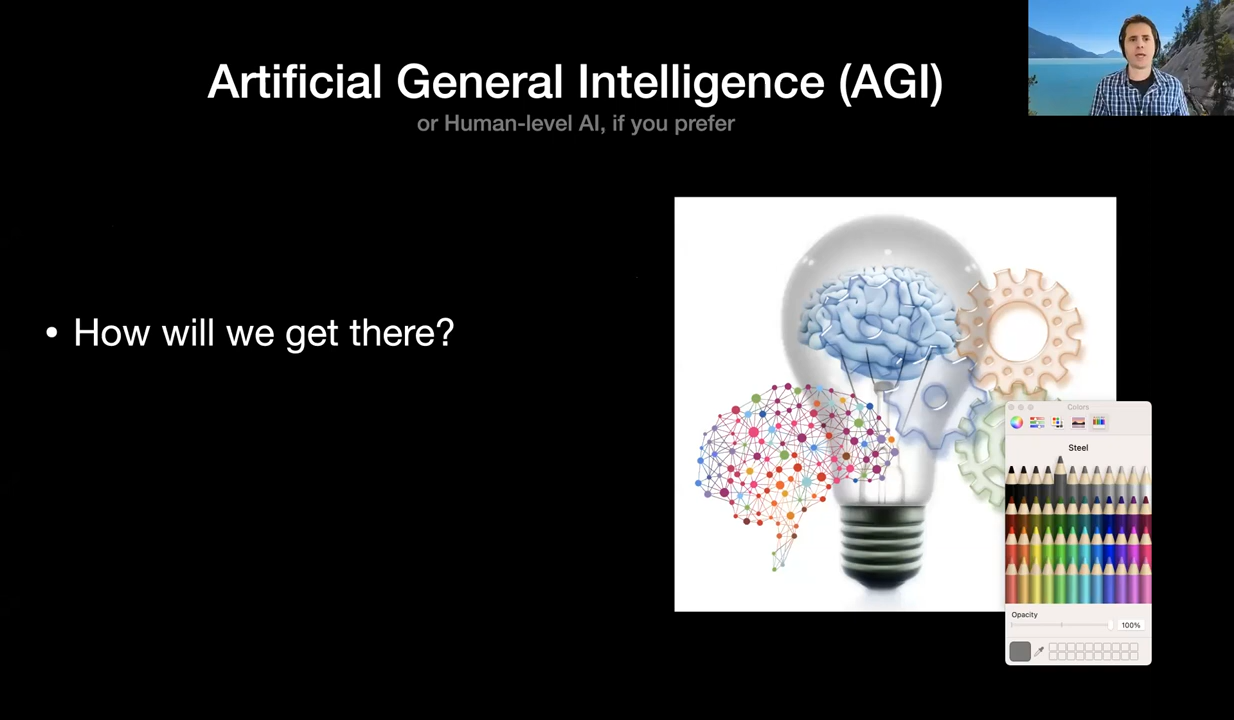 Artificial General Intelligence (AGI)
or Human-level AI, if you prefer
• How will we get there?
Colors
Steel
Opacity
100%